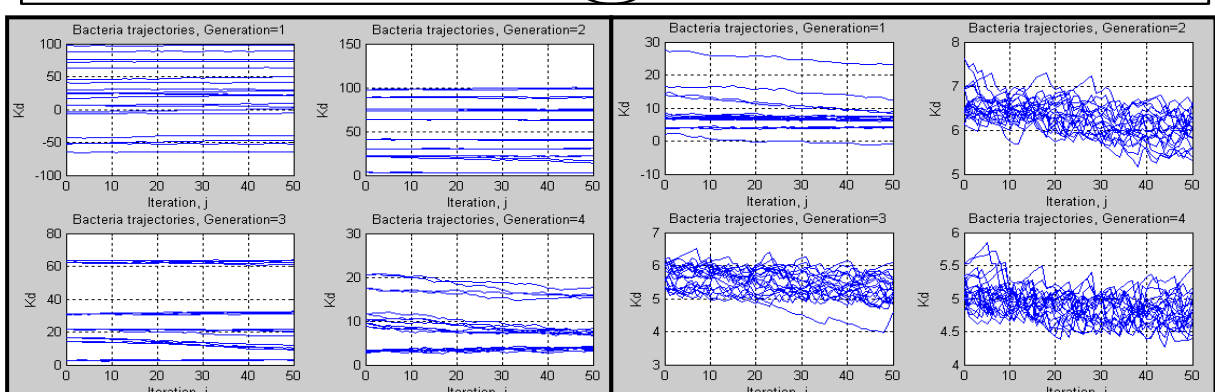 Bacteria trajectories, Generation=1
100
50
0
-50
-100
Kd
0 10 20 30 40 50
Iteration, j
Bacteria trajectories, Generation=2
150
100
50
0
Kd
0 10 20 30 40 50
Iteration, j
Bacteria trajectories, Generation=3
80
60
40
20
0
Kd
0 10 20 30 40 50
Iteration, j
Bacteria trajectories, Generation=4
30
20
10
0
Kd
0 10 20 30 40 50
Iteration, j
Bacteria trajectories, Generation=1
30
20
10
0
-10
Kd
0 10 20 30 40 50
Iteration, j
Bacteria trajectories, Generation=2
8
7
6
5
Kd
0 10 20 30 40 50
Iteration, j
Bacteria trajectories, Generation=3
7
6
5
4
3
Kd
0 10 20 30 40 50
Iteration, j
Bacteria trajectories, Generation=4
6
5.5
5
4.5
4
Kd
0 10 20 30 40 50
Iteration, j